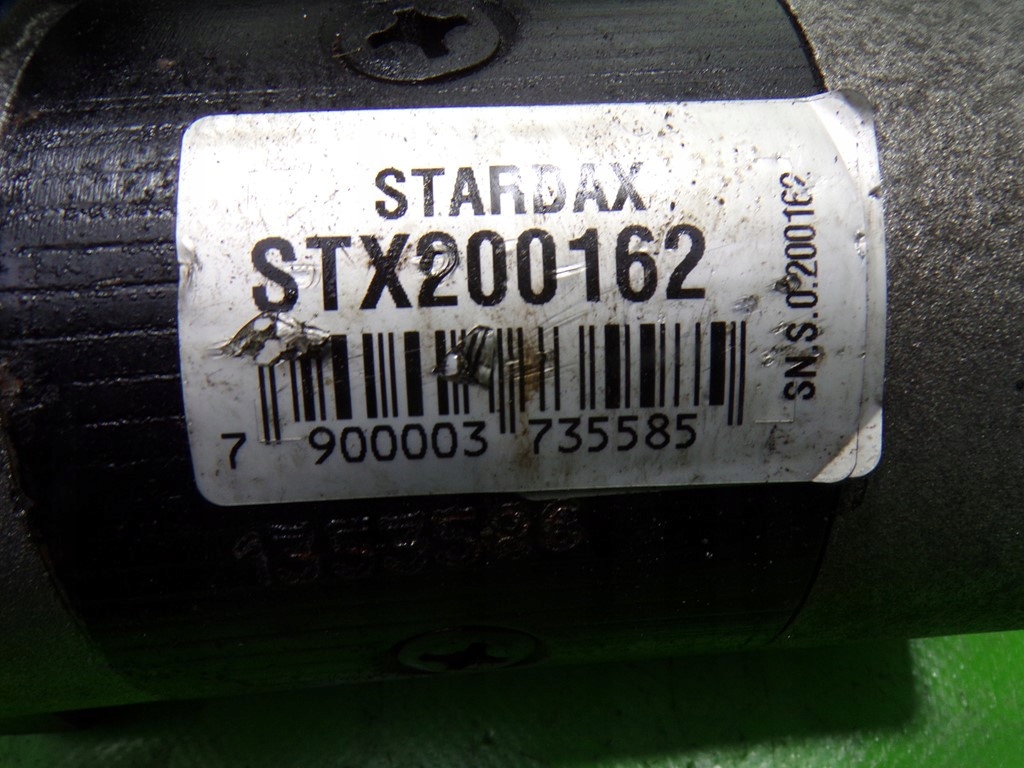 STARDAX
STX200162
7 900003 735585
SN.S.0.200162